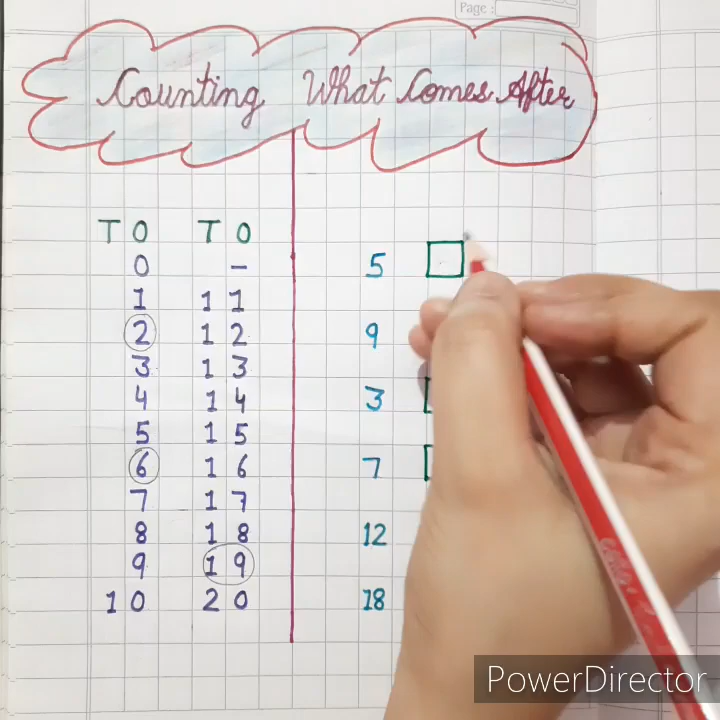 Page :
Counting What Comes After
T O T O
0 –
1 1 1
2 1 2
3 1 3
4 1 4
5 1 5
6 1 6
7 1 7
8 1 8
9 1 9
1 0 2 0
5
9
3
7
12
18
PowerDirector